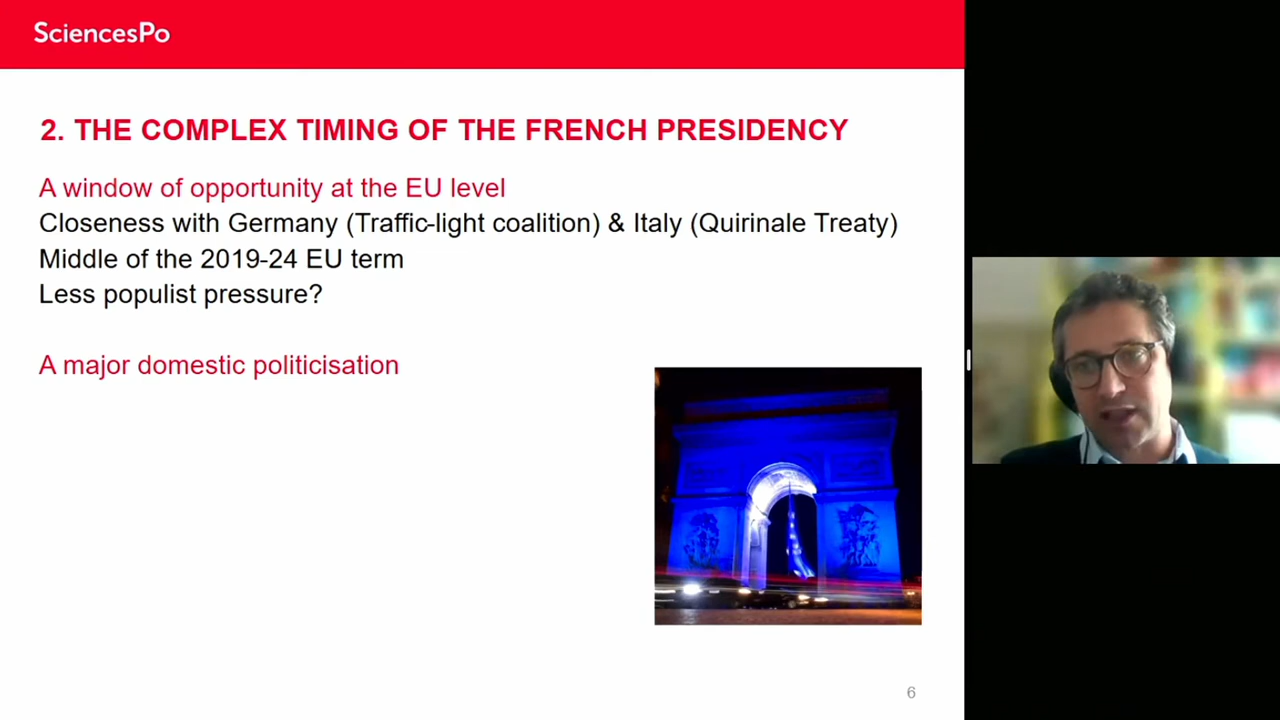 SciencesPo
2. THE COMPLEX TIMING OF THE FRENCH PRESIDENCY
A window of opportunity at the EU level
Closeness with Germany (Traffic-light coalition) & Italy (Quirinale Treaty)
Middle of the 2019-24 EU term
Less populist pressure?
A major domestic politicisation
6